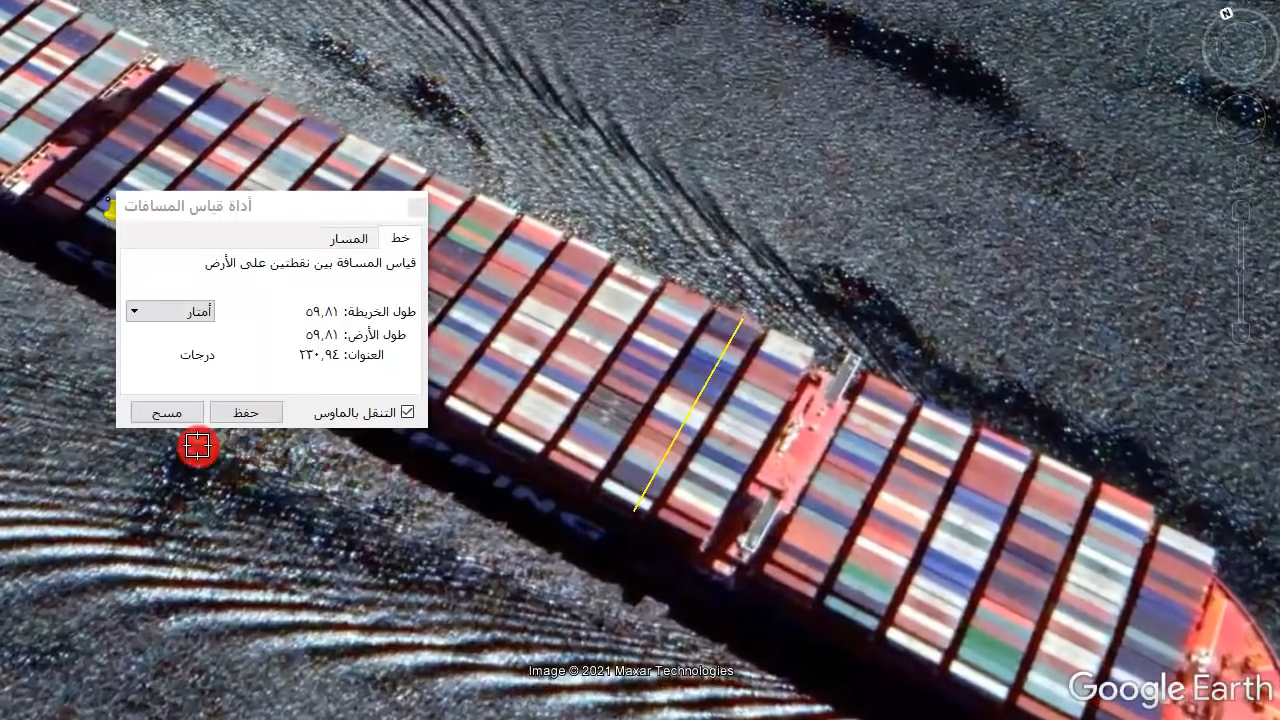 N
أداة قياس المسافات
خط
المسار
قياس المسافة بين نقطتين على الأرض
طول الخريطة: ٥٩,٨١
أمتار
طول الأرض: ٥٩,٨١
العنوان: ٢٣٠,٩٤
درجات
التنقل بالماوس
حفظ
مسح
RING
Image © 2021 Maxar Technologies
Google Earth